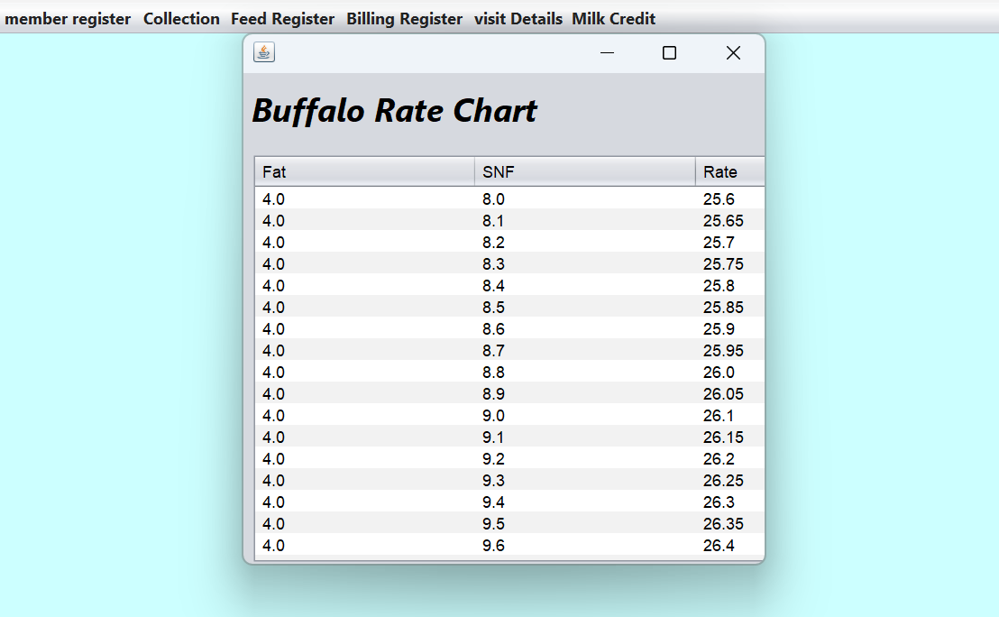 member register Collection Feed Register Billing Register visit Details Milk Credit
Buffalo Rate Chart
Fat SNF Rate
4.0 8.0 25.6
4.0 8.1 25.65
4.0 8.2 25.7
4.0 8.3 25.75
4.0 8.4 25.8
4.0 8.5 25.85
4.0 8.6 25.9
4.0 8.7 25.95
4.0 8.8 26.0
4.0 8.9 26.05
4.0 9.0 26.1
4.0 9.1 26.15
4.0 9.2 26.2
4.0 9.3 26.25
4.0 9.4 26.3
4.0 9.5 26.35
4.0 9.6 26.4